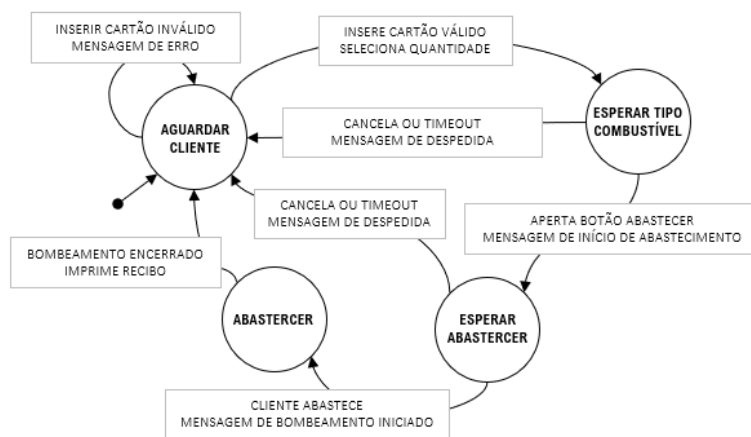 INSERIR CARTÃO INVÁLIDO
MENSAGEM DE ERRO
INSERE CARTÃO VÁLIDO
SELECIONA QUANTIDADE
AGUARDAR
CLIENTE
CANCELA OU TIMEOUT
MENSAGEM DE DESPEDIDA
ESPERAR TIPO
COMBUSTÍVEL
CANCELA OU TIMEOUT
MENSAGEM DE DESPEDIDA
APERTA BOTÃO ABASTECER
MENSAGEM DE INÍCIO DE ABASTECIMENTO
BOMBEAMENTO ENCERRADO
IMPRIME RECIBO
ABASTERCER
ESPERAR
ABASTERCER
CLIENTE ABASTECE
MENSAGEM DE BOMBEAMENTO INICIADO